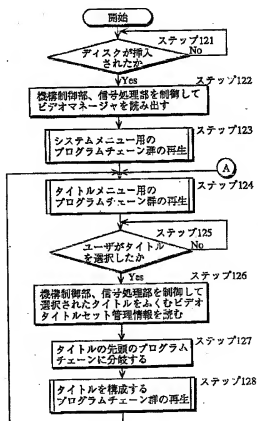 開始
ステップ121
ディスクが挿入
されたか
No
Yes
ステップ122
機構制御部、信号処理部を制御して
ビデオマネージャを読み出す
ステップ123
システムメニュー用の
プログラムチェーン群の再生
A
ステップ124
タイトルメニュー用の
プログラムチェーン群の再生
ステップ125
ユーザがタイトル
を選択したか
No
Yes
ステップ126
機構制御部、信号処理部を制御して
選択されたタイトルをふくむビデオ
タイトルセット管理情報を読む
ステップ127
タイトルの先頭のプログラム
チェーンに分岐する
ステップ128
タイトルを構成する
プログラムチェーン群の再生